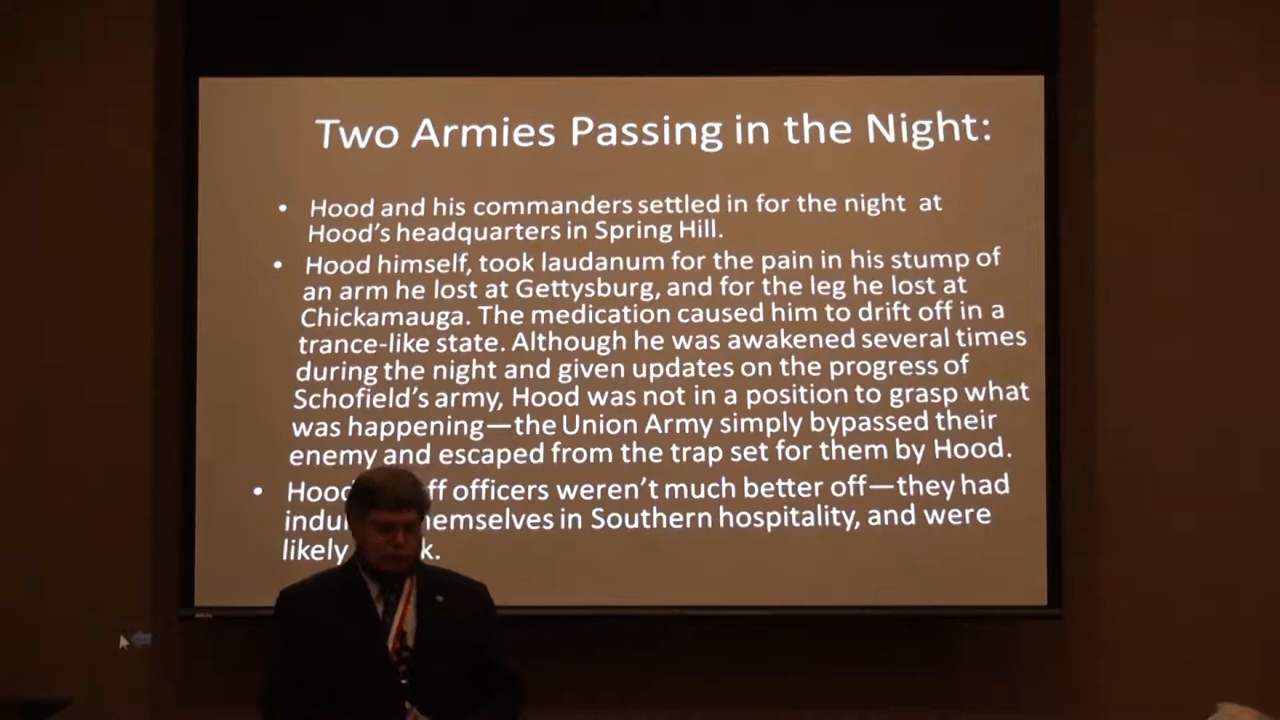 Two Armies Passing in the Night:
• Hood and his commanders settled in for the night at
Hood's headquarters in Spring Hill.
• Hood himself, took laudanum for the pain in his stump of
an arm he lost at Gettysburg, and for the leg he lost at
Chickamauga. The medication caused him to drift off in a
trance-like state. Although he was awakened several times
during the night and given updates on the progress of
Schofield's army, Hood was not in a position to grasp what
was happening—the Union Army simply bypassed their
enemy and escaped from the trap set for them by Hood.
• officers weren't much better off—they had
in Southern hospitality, and were
likely